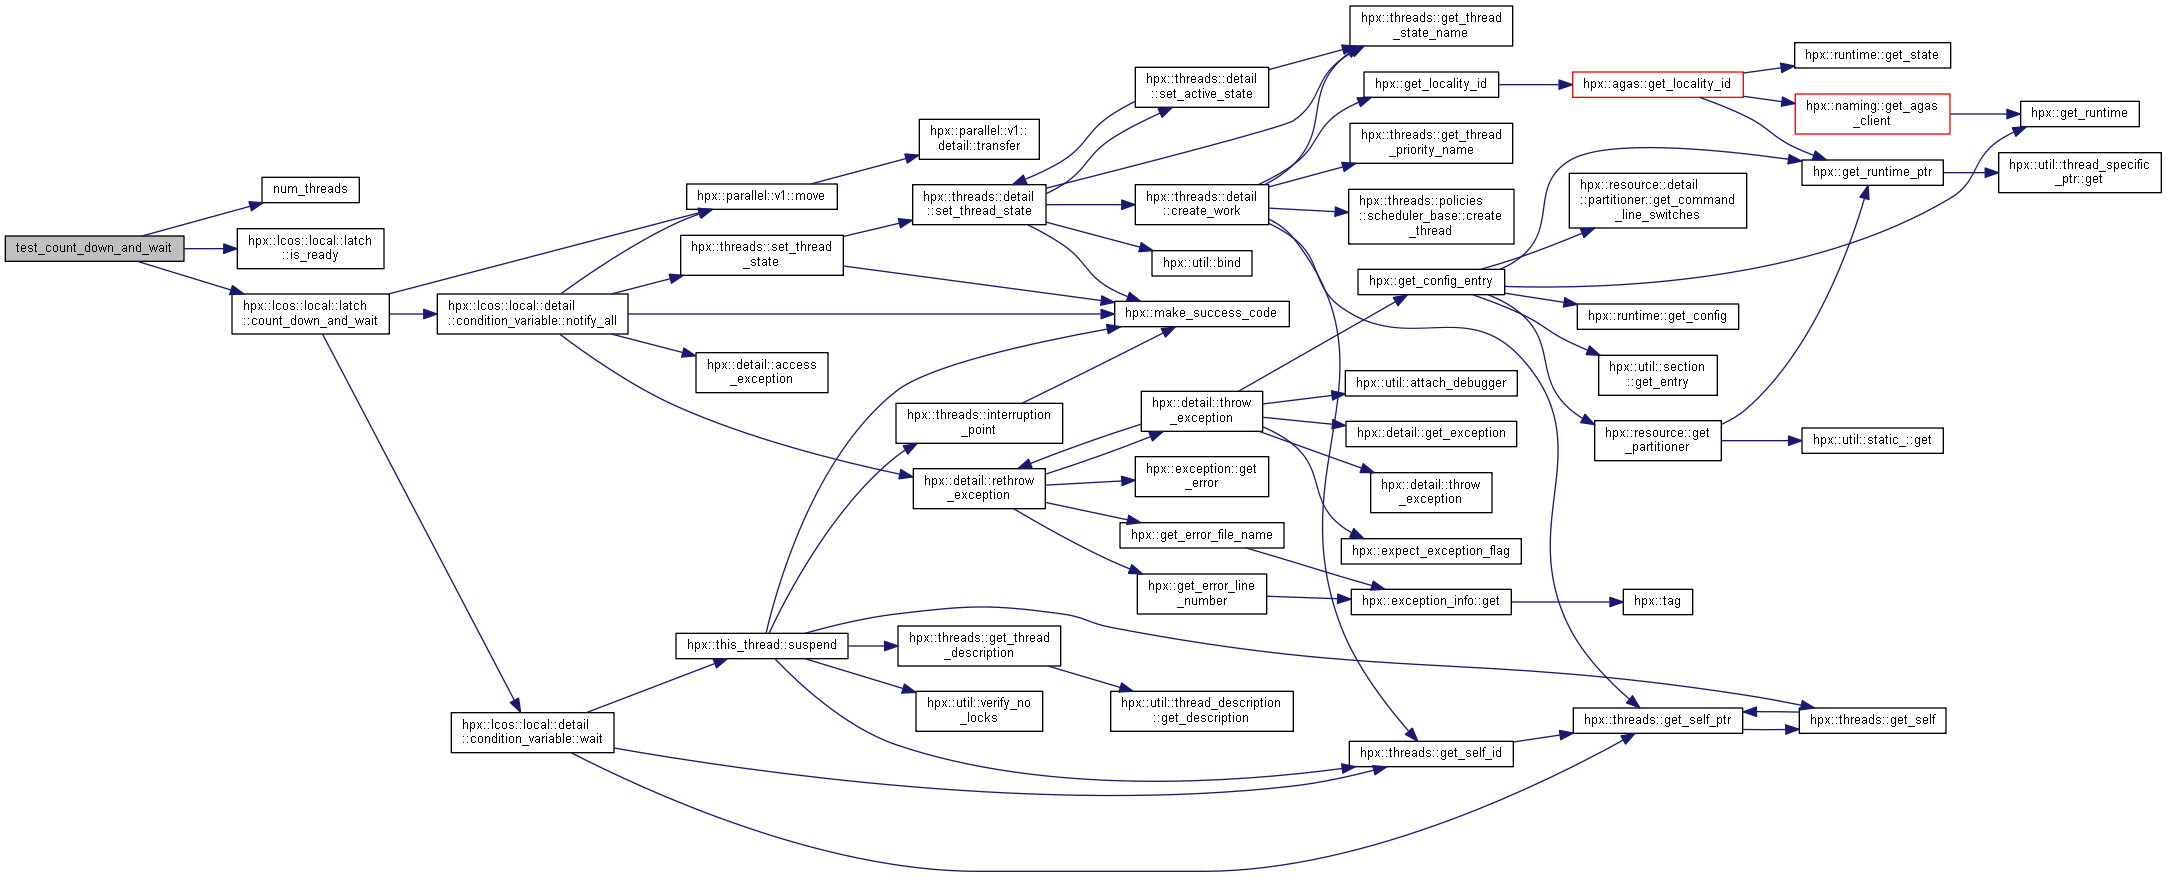 test_count_down_and_wait
num_threads
hpx::lcos::local::latch
::is_ready
hpx::lcos::local::latch
::count_down_and_wait
hpx::lcos::local::detail
::condition_variable::notify_all
hpx::lcos::local::detail
::condition_variable::wait
hpx::parallel::v1::move
hpx::threads::set_thread
_state
hpx::detail::access
_exception
hpx::this_thread::suspend
hpx::parallel::v1::
detail::transfer
hpx::threads::detail
::set_thread_state
hpx::threads::interruption
_point
hpx::detail::rethrow
_exception
hpx::threads::get_thread
_description
hpx::util::verify_no
_locks
hpx::threads::detail
::set_active_state
hpx::threads::detail
::create_work
hpx::util::bind
hpx::make_success_code
hpx::detail::throw
_exception
hpx::exception::get
_error
hpx::get_error_file_name
hpx::get_error_line
_number
hpx::util::thread_description
::get_description
hpx::threads::get_thread
_state_name
hpx::get_locality_id
hpx::threads::get_thread
_priority_name
hpx::threads::policies
::scheduler_base::create
_thread
hpx::get_config_entry
hpx::util::attach_debugger
hpx::detail::get_exception
hpx::detail::throw
_exception
hpx::expect_exception_flag
hpx::exception_info::get
hpx::threads::get_self_id
hpx::agas::get_locality_id
hpx::resource::detail
::partitioner::get_command
_line_switches
hpx::runtime::get_config
hpx::util::section
::get_entry
hpx::resource::get
_partitioner
hpx::tag
hpx::threads::get_self_ptr
hpx::runtime::get_state
hpx::naming::get_agas
_client
hpx::get_runtime_ptr
hpx::util::static_::get
hpx::threads::get_self
hpx::get_runtime
hpx::util::thread_specific
_ptr::get